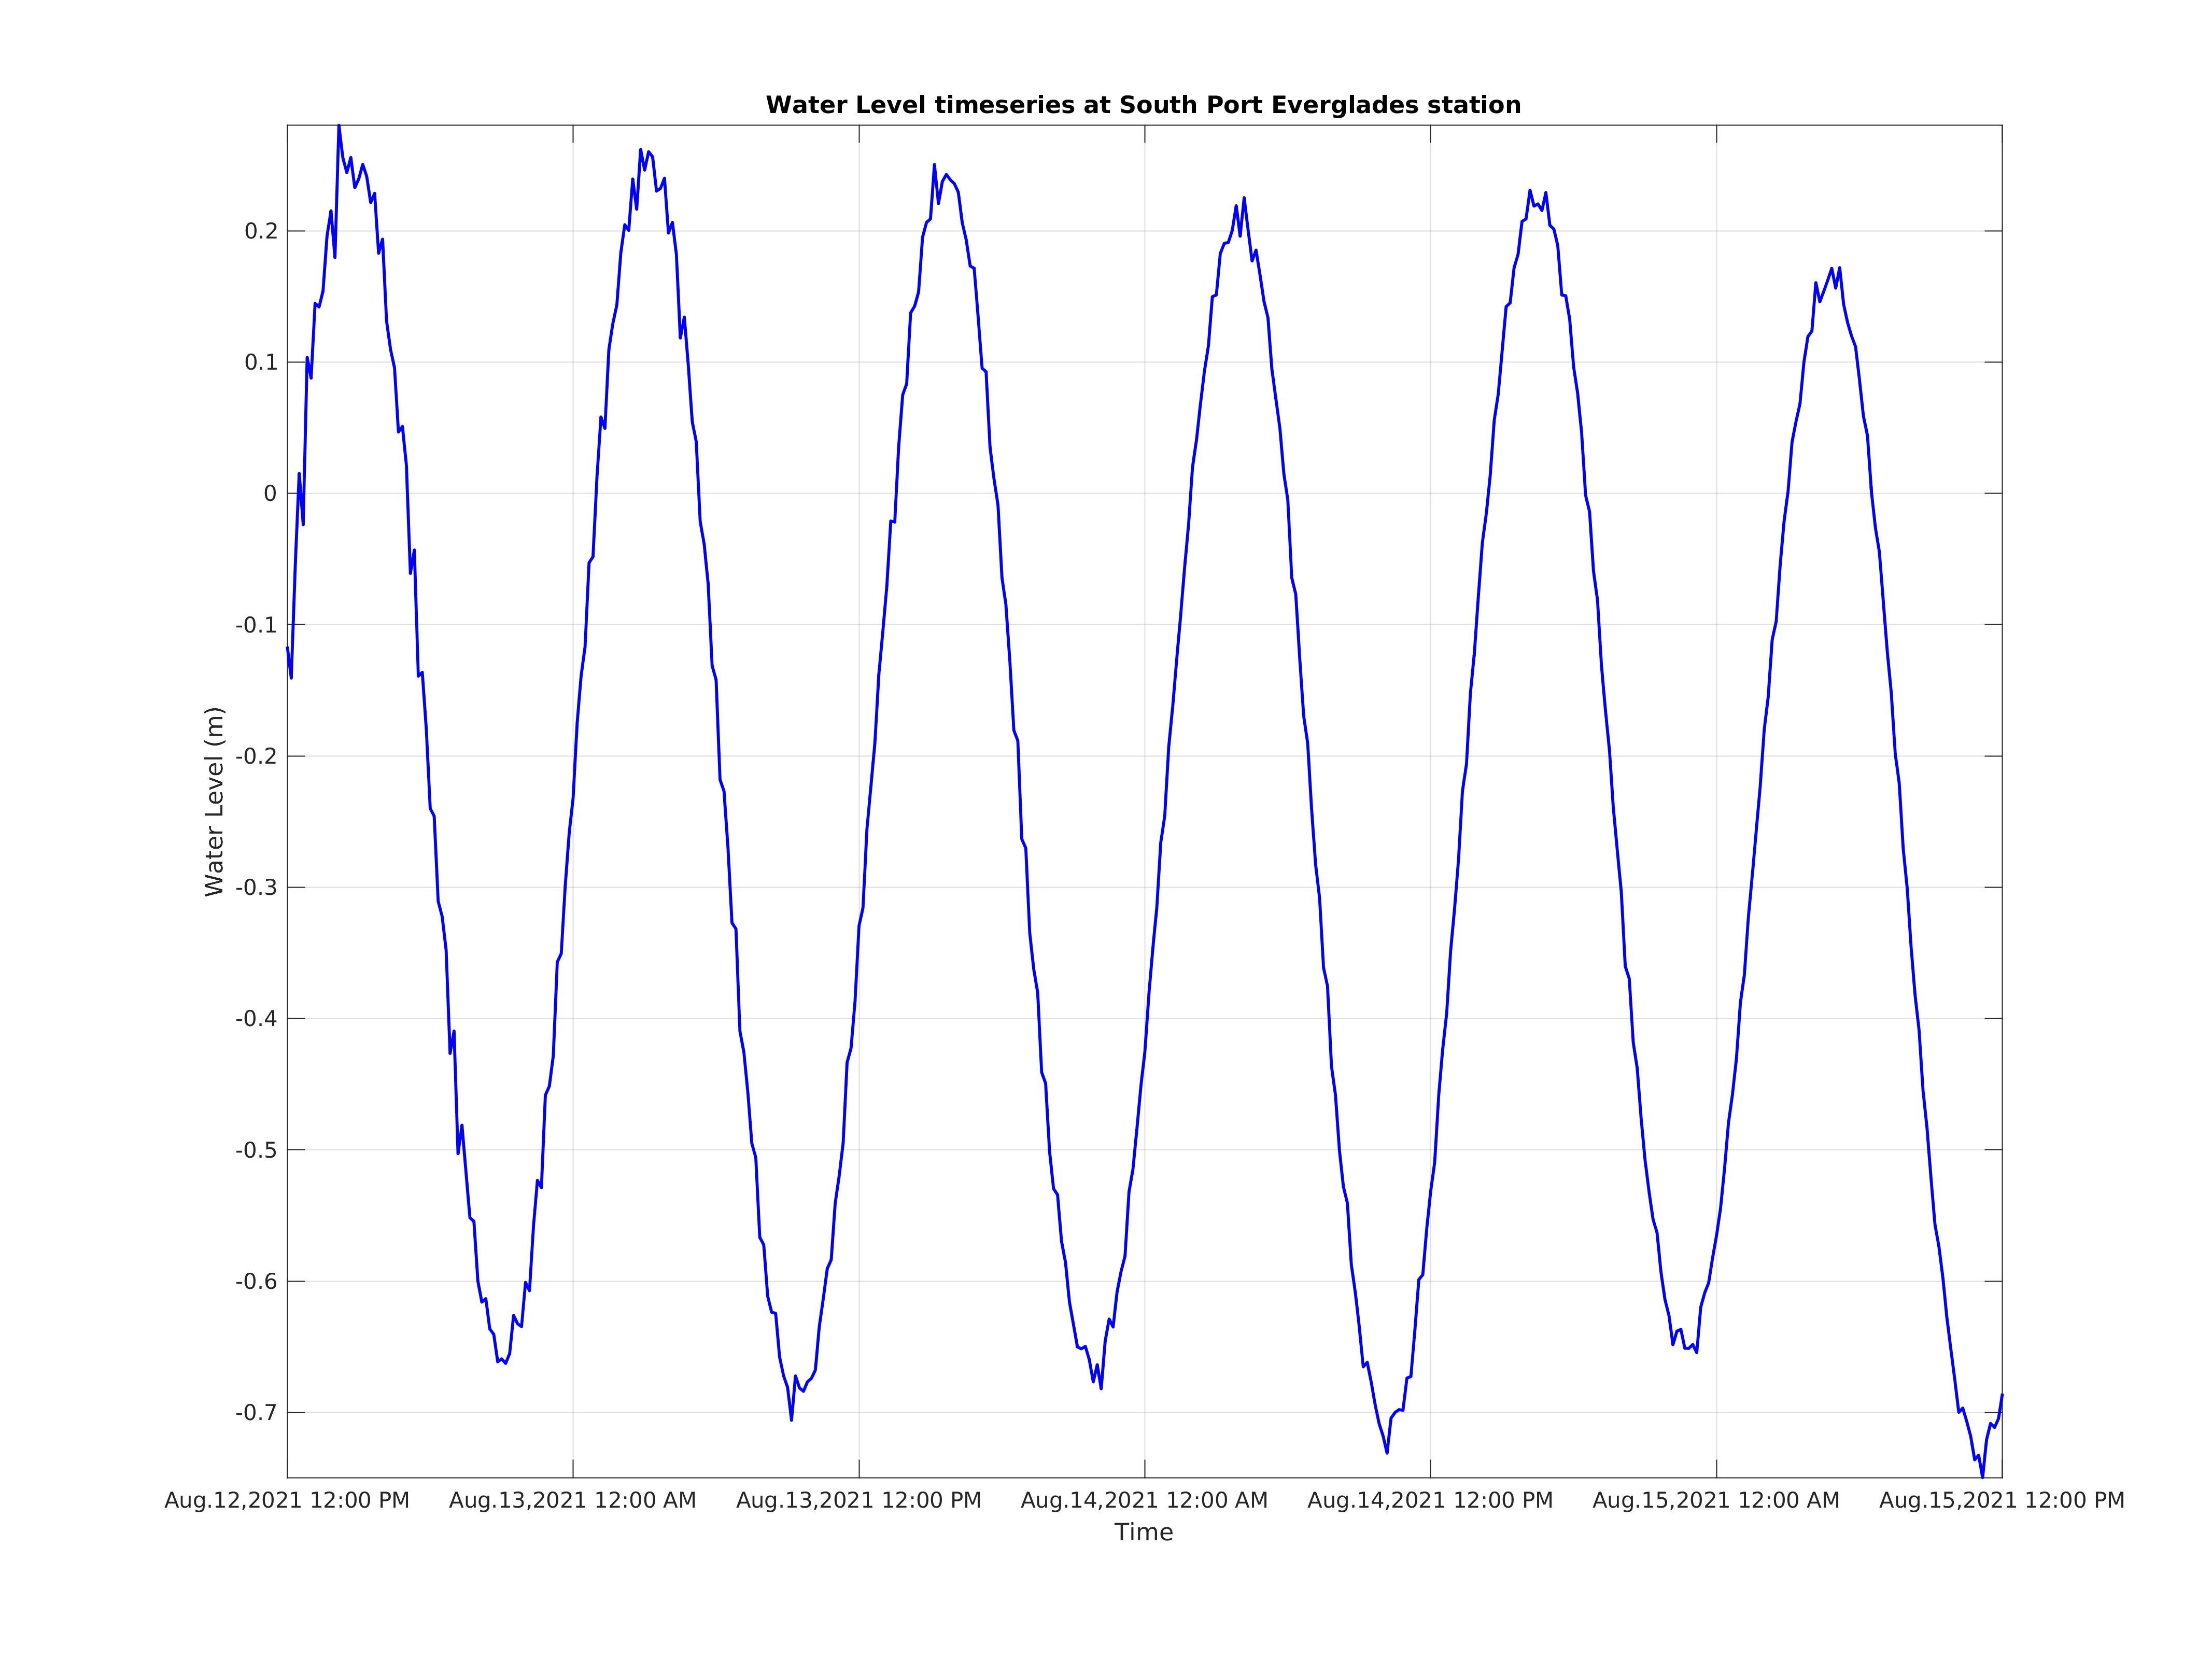 Water Level timeseries at South Port Everglades station
0.2
0.1
0
-0.1
-0.2
-0.3
-0.4
-0.5
-0.6
-0.7
Water Level (m)
Aug.12,2021 12:00 PM Aug.13,2021 12:00 AM Aug.13,2021 12:00 PM Aug.14,2021 12:00 AM Aug.14,2021 12:00 PM Aug.15,2021 12:00 AM Aug.15,2021 12:00 PM
Time